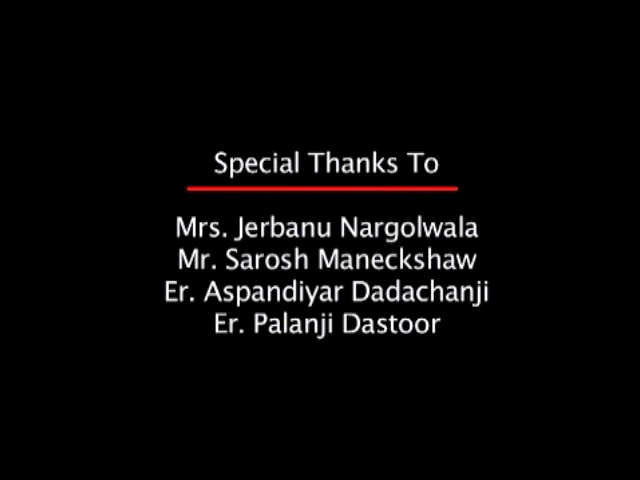 Special Thanks To
Mrs. Jerbanu Nargolwala
Mr. Sarosh Maneckshaw
Er. Aspandiyar Dadachanji
Er. Palanji Dastoor